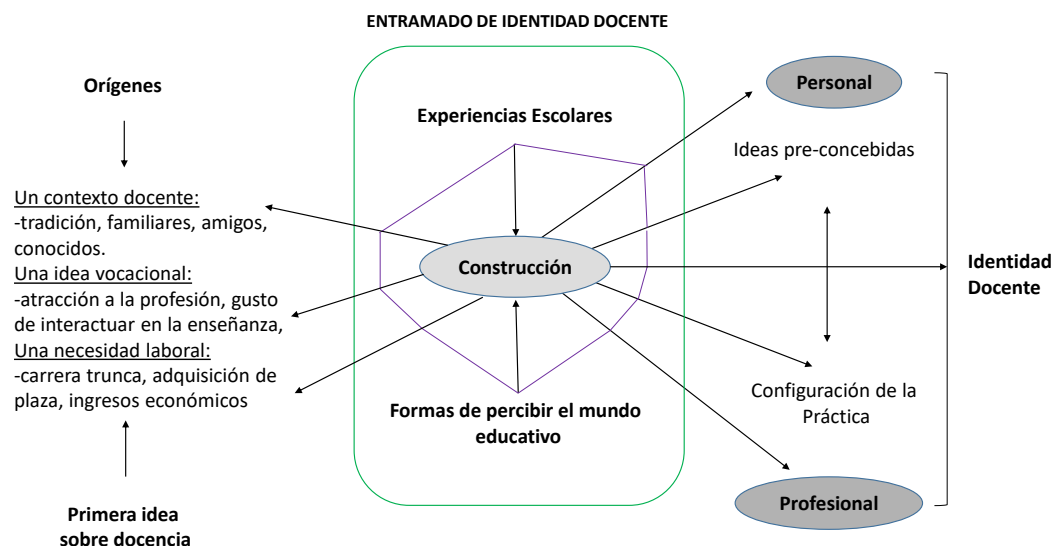 ENTRAMADO DE IDENTIDAD DOCENTE
Orígenes
Un contexto docente:
-tradición, familiares, amigos,
conocidos.
Una idea vocacional:
-atracción a la profesión, gusto
de interactuar en la enseñanza,
Una necesidad laboral:
-carrera trunca, adquisición de
plaza, ingresos económicos
Primera idea
sobre docencia
Experiencias Escolares
Construcción
Formas de percibir el mundo
educativo
Personal
Ideas pre-concebidas
Configuración de la
Práctica
Profesional
Identidad
Docente